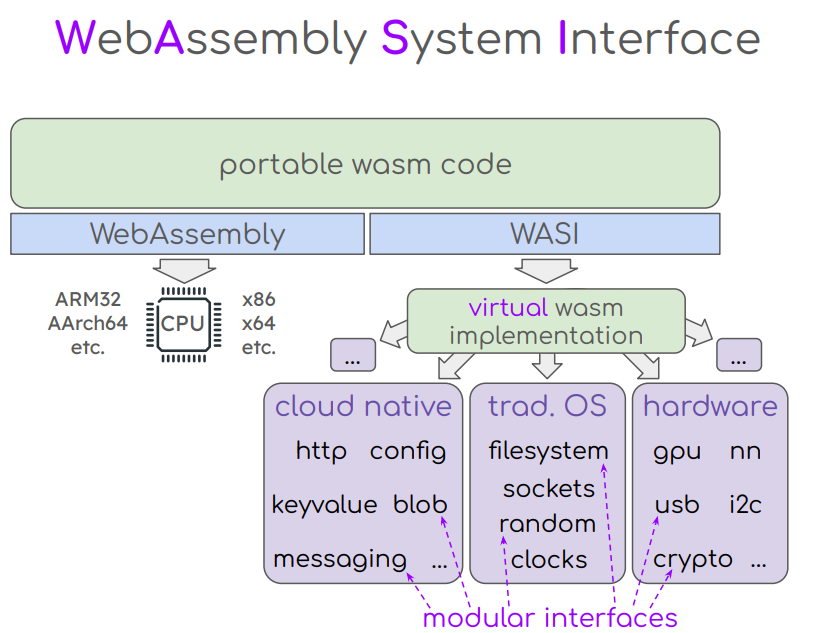 WebAssembly System Interface
portable wasm code
WebAssembly
WASI
ARM32
AArch64
etc.
CPU
x86
x64
etc.
virtual wasm
implementation
...
...
cloud native
http config
keyvalue blob
messaging ...
trad. OS
filesystem
sockets
random
clocks
hardware
gpu nn
usb i2c
crypto ...
modular interfaces